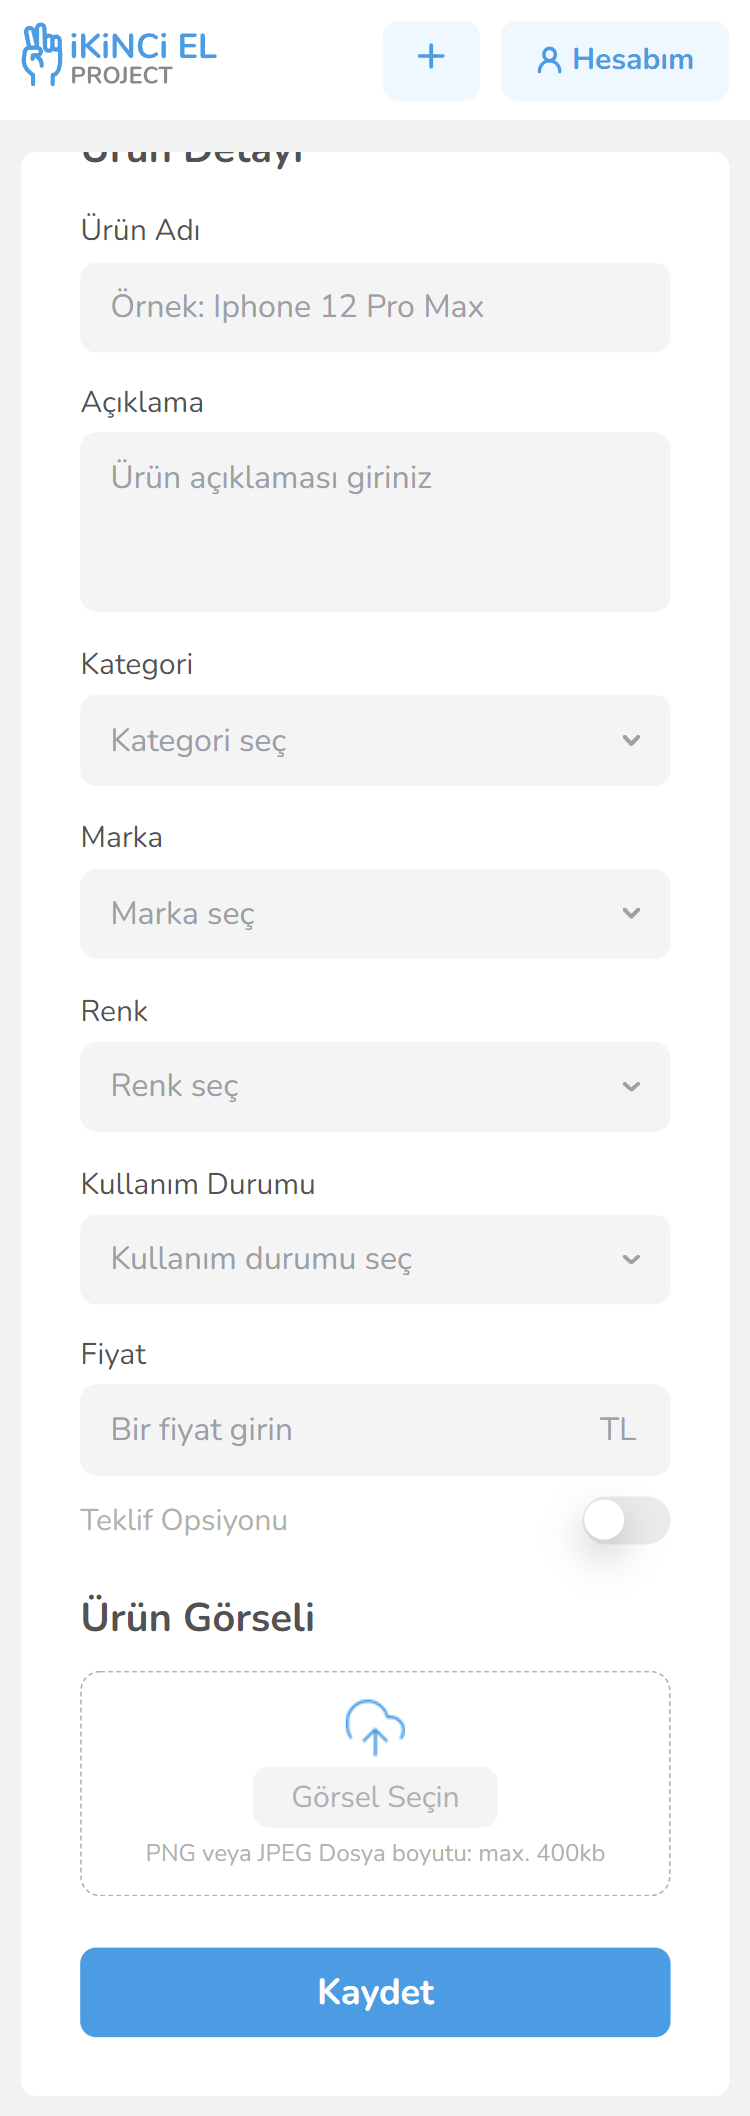 iKiNCi EL
PROJECT
Hesabım
Ürün Detayı
Ürün Adı
Örnek: Iphone 12 Pro Max
Açıklama
Ürün açıklaması giriniz
Kategori
Kategori seç
Marka
Marka seç
Renk
Renk seç
Kullanım Durumu
Kullanım durumu seç
Fiyat
Bir fiyat girin TL
Teklif Opsiyonu
Ürün Görseli
Görsel Seçin
PNG veya JPEG Dosya boyutu: max. 400kb
Kaydet